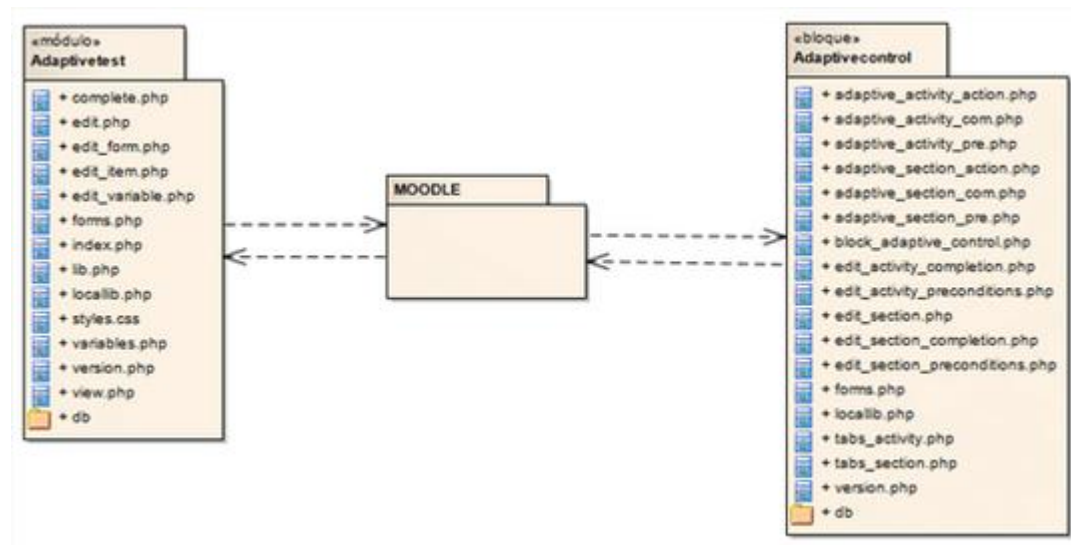 «módulo»
Adaptivetest
+ complete.php
+ edit.php
+ edit_form.php
+ edit_item.php
+ edit_variable.php
+ forms.php
+ index.php
+ lib.php
+ locallib.php
+ styles.css
+ variables.php
+ version.php
+ view.php
+ db
MOODLE
«bloque»
Adaptivecontrol
+ adaptive_activity_action.php
+ adaptive_activity_com.php
+ adaptive_activity_pre.php
+ adaptive_section_action.php
+ adaptive_section_com.php
+ adaptive_section_pre.php
+ block_adaptive_control.php
+ edit_activity_completion.php
+ edit_activity_preconditions.php
+ edit_section.php
+ edit_section_completion.php
+ edit_section_preconditions.php
+ forms.php
+ locallib.php
+ tabs_activity.php
+ tabs_section.php
+ version.php
+ db